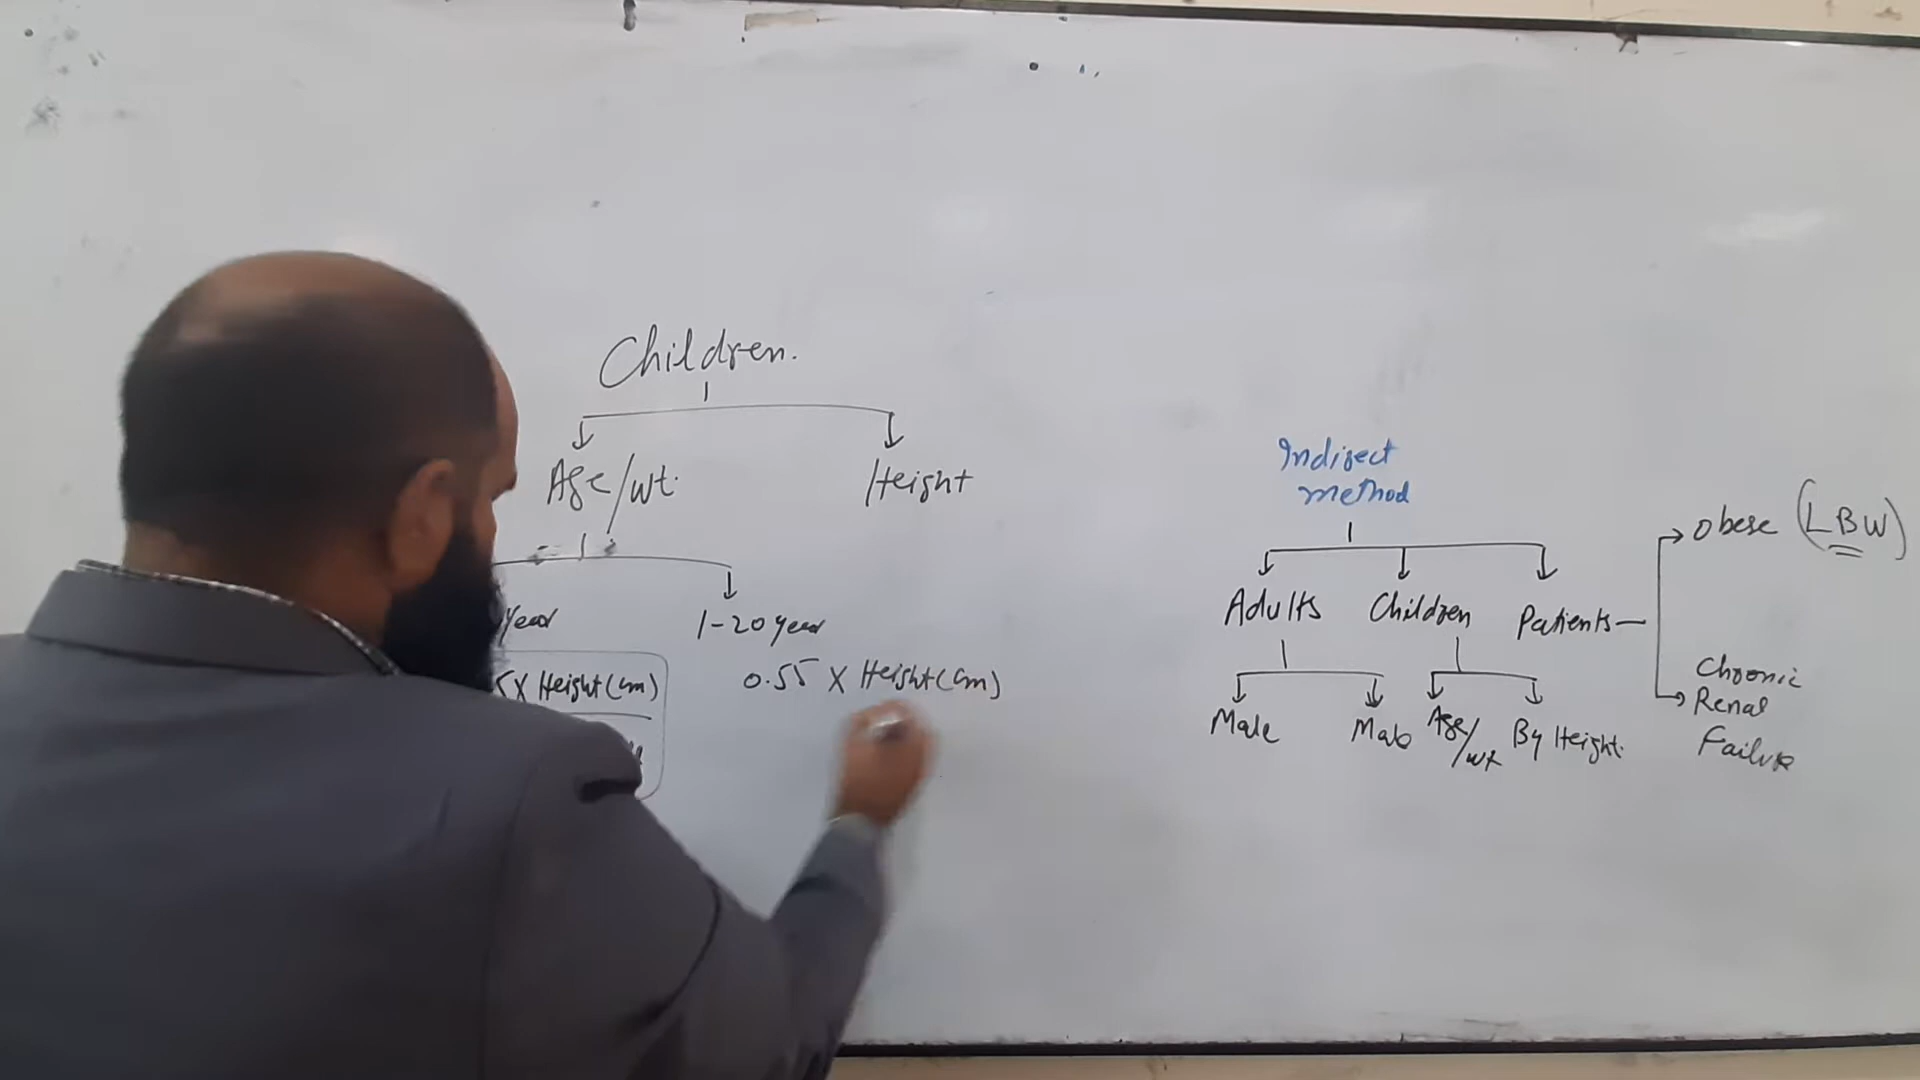 Children.
Age/wt. Height
year 1-20 year
5 X Height(cm) 0.55 X Height(cm)
Indirect
method
Adults Children Patients
Male Male Age/wt By Height.
Obese (LBW)
Chronic
Renal
Failure